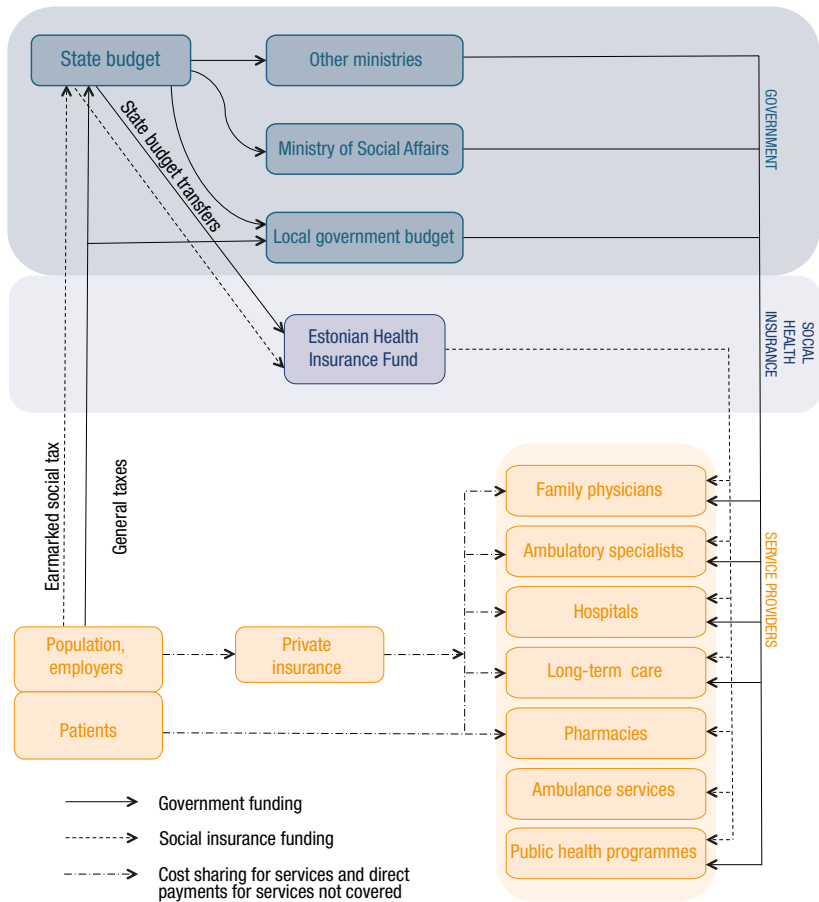 State budget
Other ministries
Ministry of Social Affairs
Local government budget
State budget transfers
GOVERNMENT
Estonian Health
Insurance Fund
SOCIAL
HEALTH
INSURANCE
Earmarked social tax
General taxes
Family physicians
Ambulatory specialists
Hospitals
Long-term care
Pharmacies
Ambulance services
Public health programmes
SERVICE PROVIDERS
Population,
employers
Private
insurance
Patients
Government funding
Social insurance funding
Cost sharing for services and direct
payments for services not covered